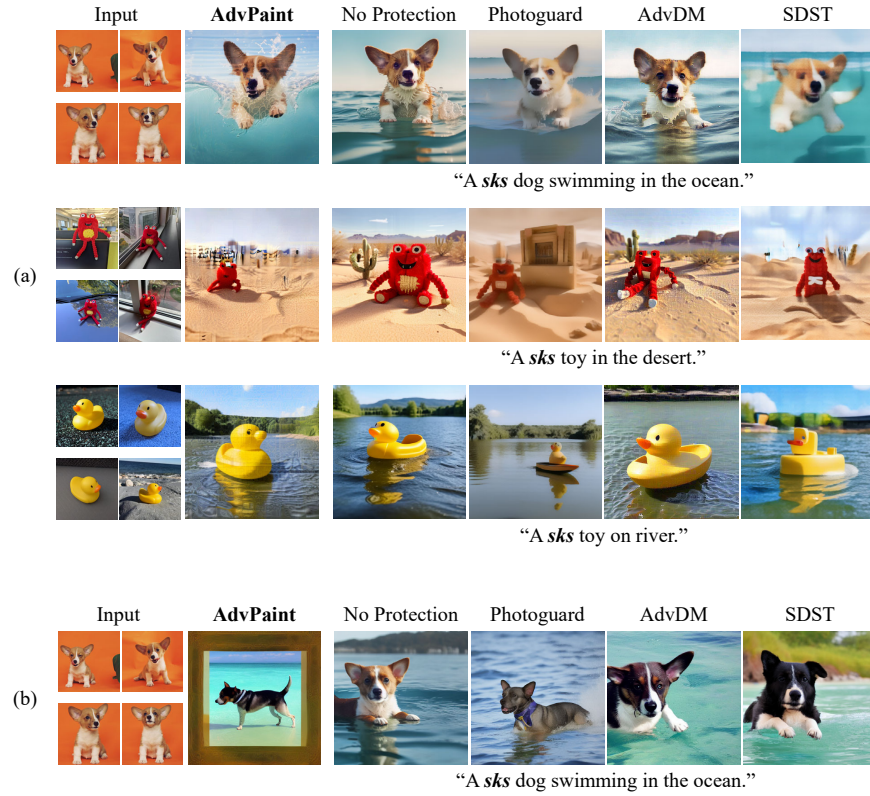 Input AdvPaint No Protection Photoguard AdvDM SDST
“A sks dog swimming in the ocean.”
(a)
“A sks toy in the desert.”
“A sks toy on river.”
Input AdvPaint No Protection Photoguard AdvDM SDST
(b)
“A sks dog swimming in the ocean.”